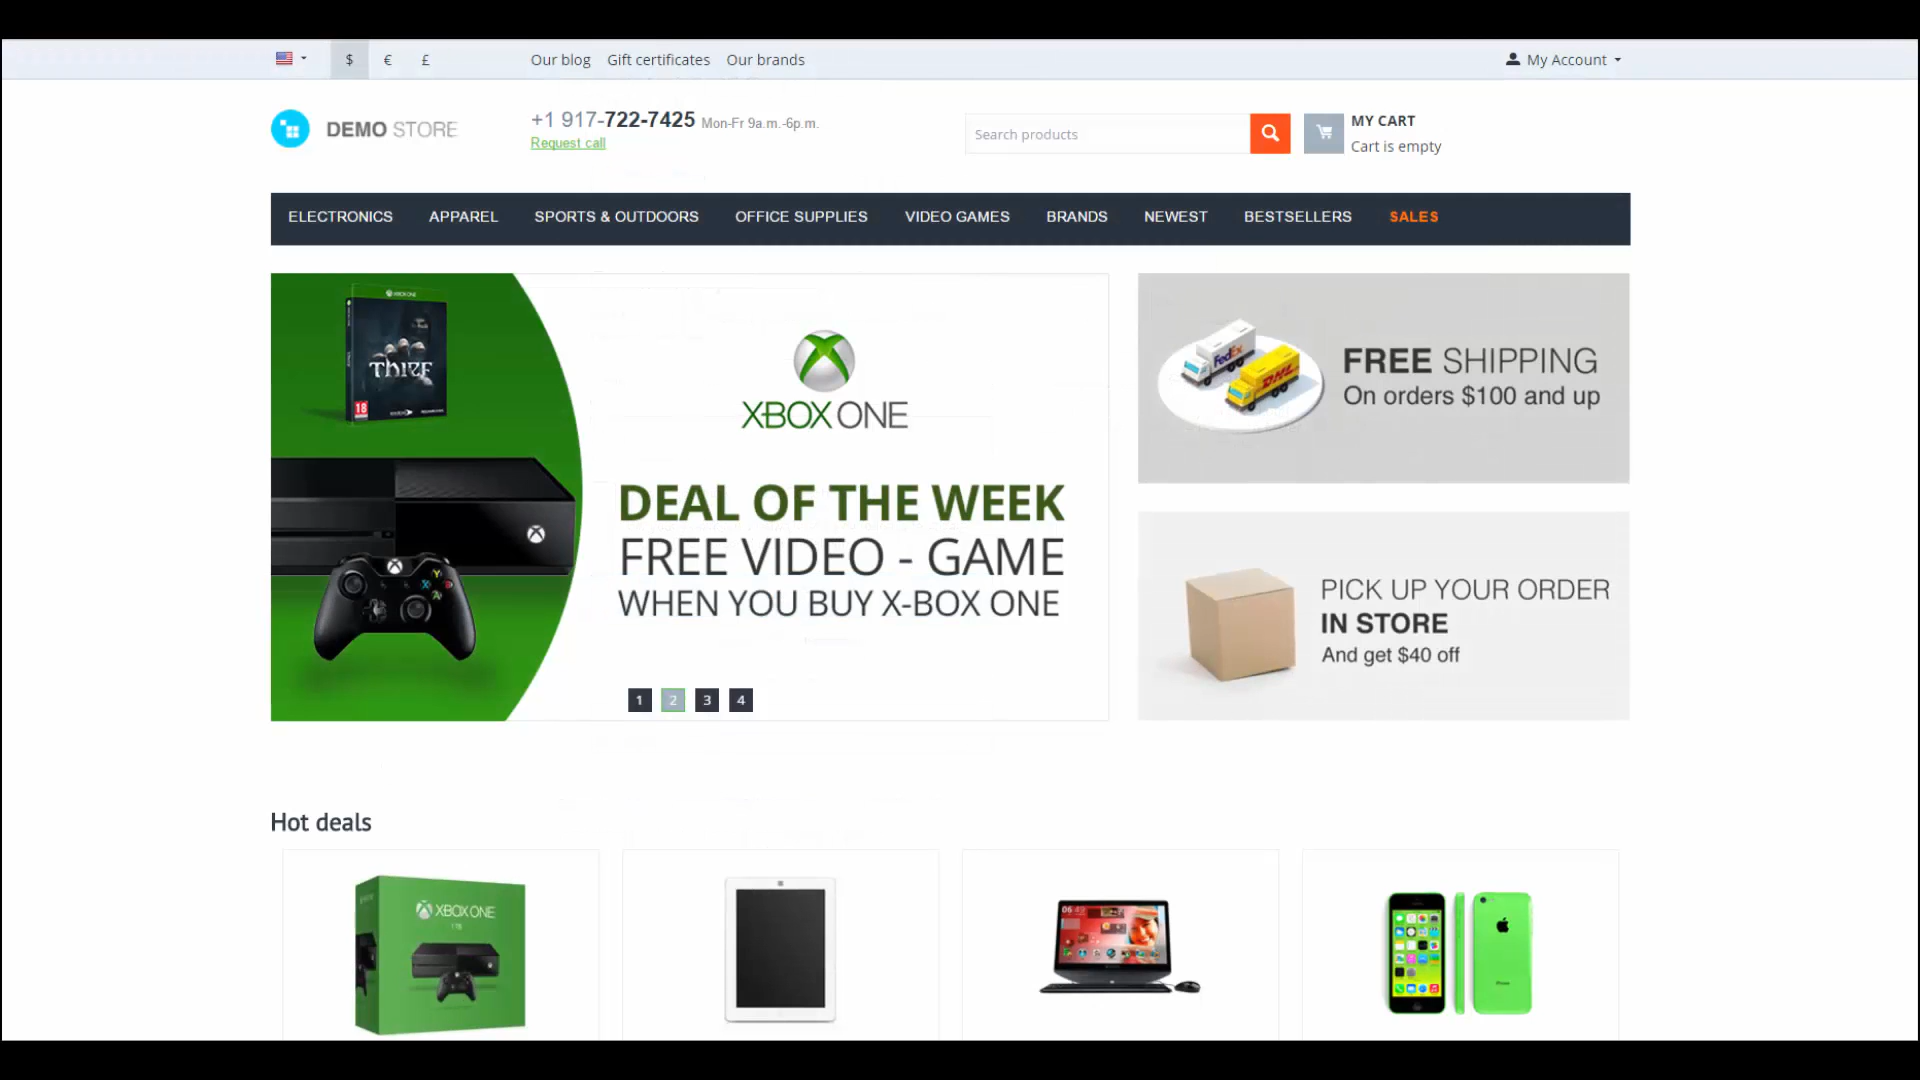 $ € £ Our blog Gift certificates Our brands My Account
DEMO STORE
+1 917-722-7425 Mon-Fr 9a.m.-6p.m.
Request call
Search products
MY CART
Cart is empty
ELECTRONICS APPAREL SPORTS & OUTDOORS OFFICE SUPPLIES VIDEO GAMES BRANDS NEWEST BESTSELLERS SALES
XBOX ONE
THIEF
18
XBOX ONE
DEAL OF THE WEEK
FREE VIDEO - GAME
WHEN YOU BUY X-BOX ONE
1 2 3 4
FedEx
DHL
FREE SHIPPING
On orders $100 and up
PICK UP YOUR ORDER
IN STORE
And get $40 off
Hot deals
XBOX ONE